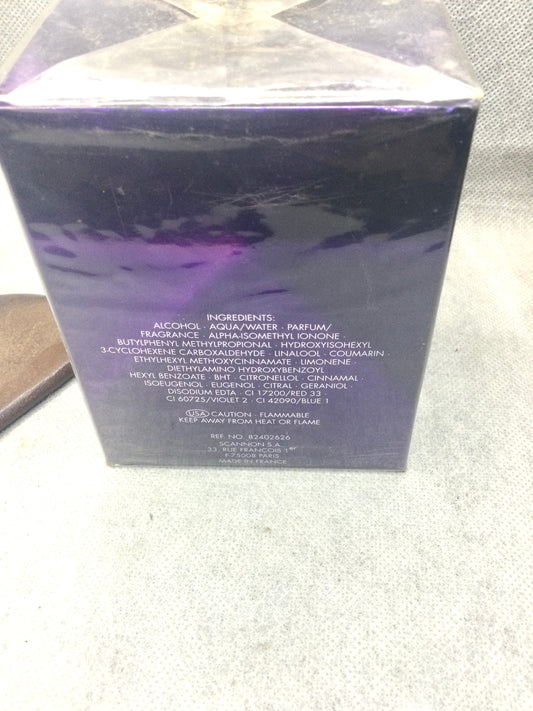 INGREDIENTS:
ALCOHOL · AQUA/WATER · PARFUM/
FRAGRANCE · ALPHA-ISOMETHYL IONONE
BUTYLPHENYL METHYLPROPIONAL · HYDROXYISOHEXYL
3-CYCLOHEXENE CARBOXALDEHYDE · LINALOOL · COUMARIN ·
ETHYLHEXYL METHOXYCINNAMATE · LIMONENE ·
DIETHYLAMINO HYDROXYBENZOYL
HEXYL BENZOATE · BHT · CITRONELLOL · CINNAMAL ·
ISOEUGENOL · EUGENOL · CITRAL · GERANIOL ·
DISODIUM EDTA · CI 17200/RED 33 ·
CI 60725/VIOLET 2 · CI 42090/BLUE 1
USA CAUTION · FLAMMABLE
KEEP AWAY FROM HEAT OR FLAME
REF NO. 82402626
SCANNON S.A.
33, RUE FRANÇOIS 1er
F-75008 PARIS
MADE IN FRANCE